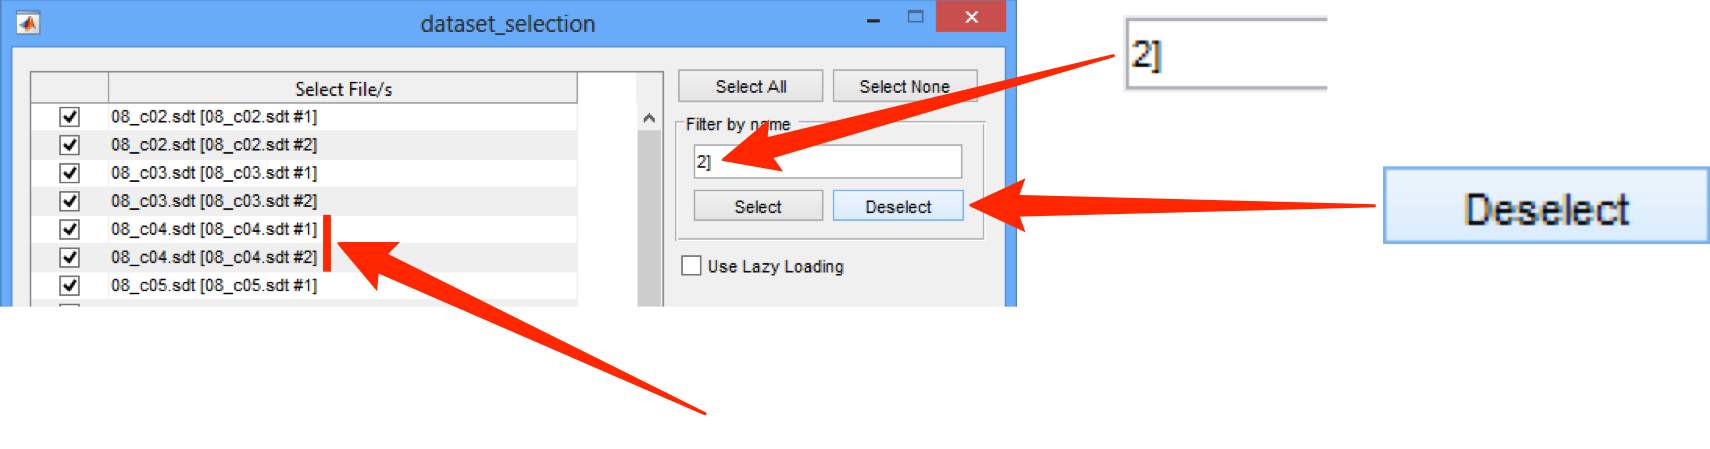 dataset_selection
Select File/s
08_c02.sdt [08_c02.sdt #1]
08_c02.sdt [08_c02.sdt #2]
08_c03.sdt [08_c03.sdt #1]
08_c03.sdt [08_c03.sdt #2]
08_c04.sdt [08_c04.sdt #1]
08_c04.sdt [08_c04.sdt #2]
08_c05.sdt [08_c05.sdt #1]
Select All
Select None
Filter by name
2]
Select
Deselect
Use Lazy Loading
2]
Deselect